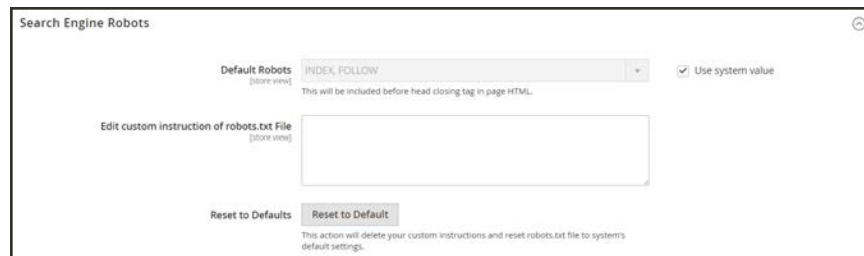 Search Engine Robots
Default Robots
[store view]
INDEX, FOLLOW
Use system value
This will be included before head closing tag in page HTML.
Edit custom instruction of robots.txt File
[store view]
Reset to Defaults
Reset to Default
This action will delete your custom instructions and reset robots.txt file to system's
default settings.